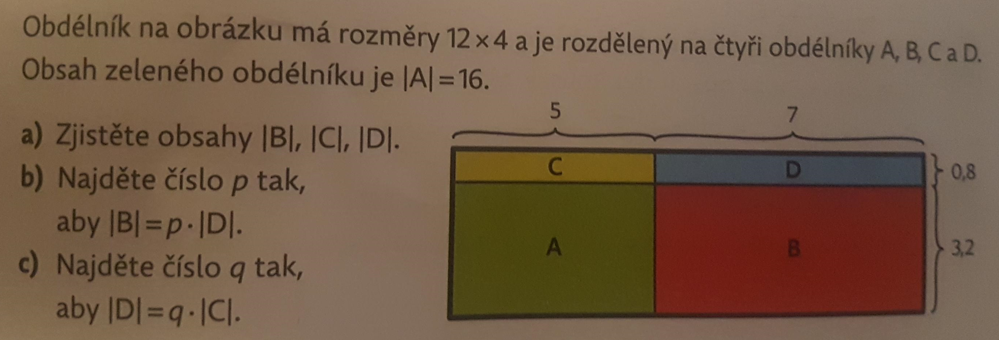 Obdélník na obrázku má rozměry 12×4 a je rozdělený na čtyři obdélníky A, B, C a D.
Obsah zeleného obdélníku je |A|=16.
a) Zjistěte obsahy |B|, |C|, |D|.
b) Najděte číslo p tak,
aby |B|=p·|D|.
c) Najděte číslo q tak,
aby |D|=q·|C|.
5 7
C D 0,8
A B 3,2